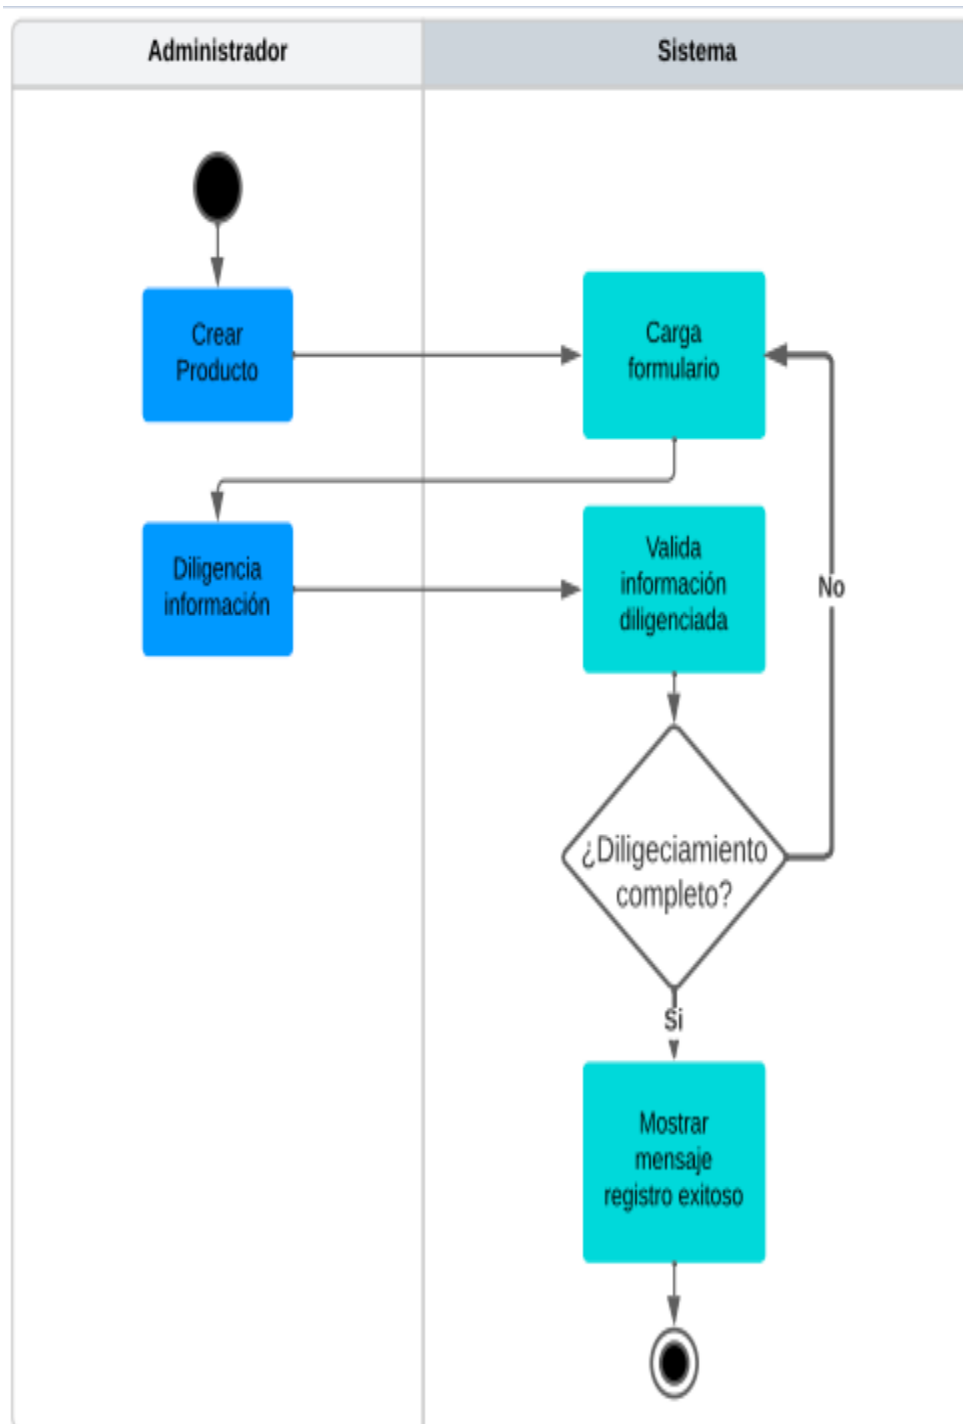 Administrador
Sistema
Crear
Producto
Carga
formulario
Diligencia
información
Valida
información
diligenciada
No
¿Diligeciamiento
completo?
Si
Mostrar
mensaje
registro exitoso